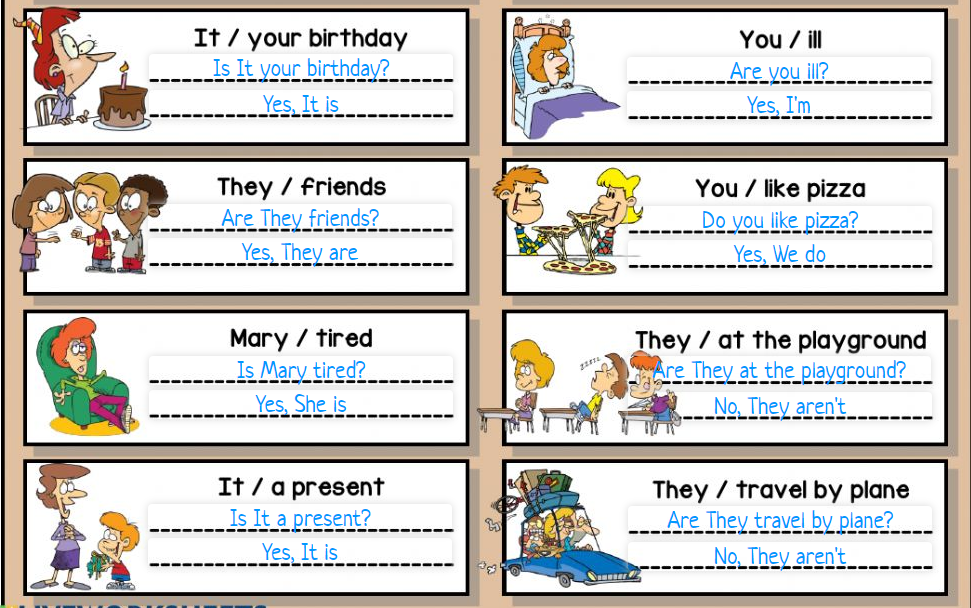 It / your birthday
Is It your birthday?
Yes, It is
You / ill
Are you ill?
Yes, I'm
They / friends
Are They friends?
Yes, They are
You / like pizza
Do you like pizza?
Yes, We do
Mary / tired
Is Mary tired?
Yes, She is
They / at the playground
zzzzz
Are They at the playground?
No, They aren't
It / a present
Is It a present?
Yes, It is
They / travel by plane
Are They travel by plane?
No, They aren't
LIVEWORKSHEETS